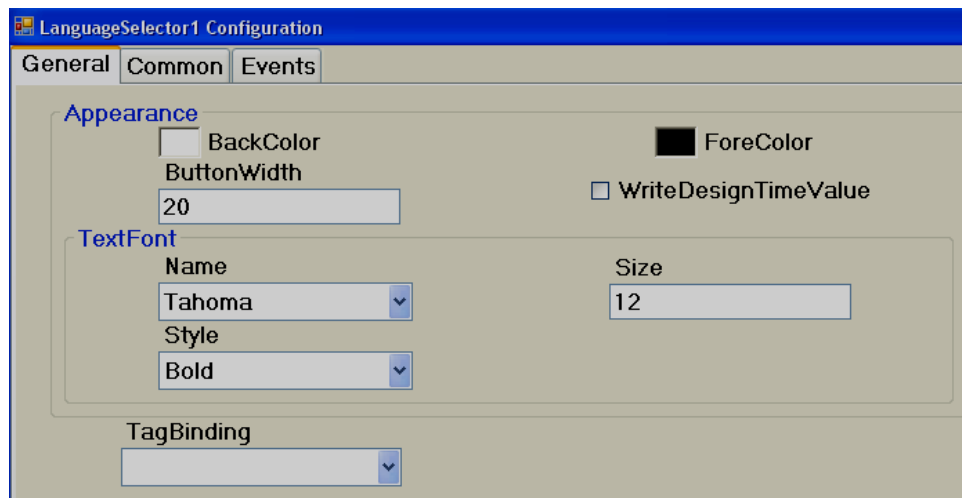 LanguageSelector1 Configuration
General Common Events
Appearance
BackColor ForeColor
ButtonWidth
20
WriteDesignTimeValue
TextFont
Name Size
Tahoma 12
Style
Bold
TagBinding